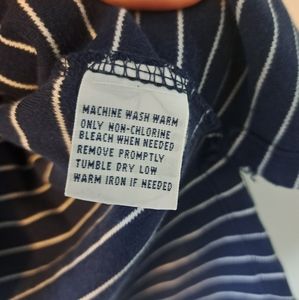 MACHINE WASH WARM
ONLY NON-CHLORINE
BLEACH WHEN NEEDED
REMOVE PROMPTLY
TUMBLE DRY LOW
WARM IRON IF NEEDED